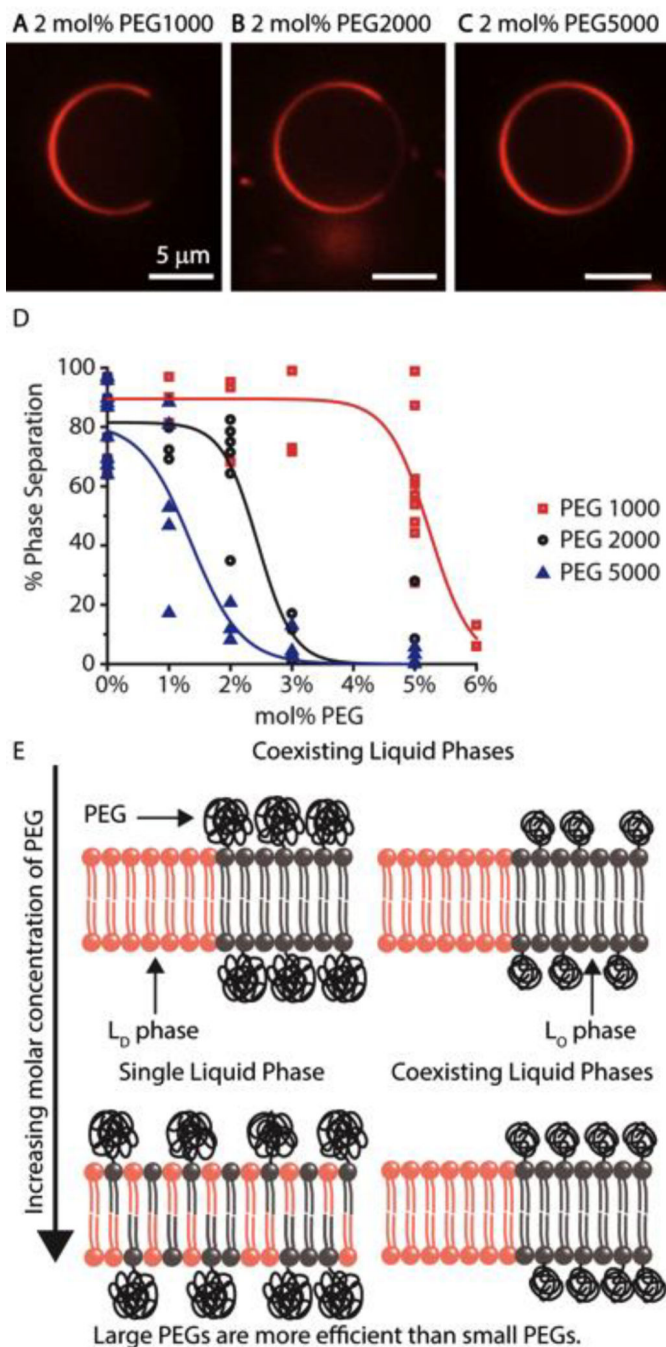 A 2 mol% PEG1000
B 2 mol% PEG2000
C 2 mol% PEG5000
5 μm
D
100
80
60
40
20
0
% Phase Separation
0% 1% 2% 3% 4% 5% 6%
mol% PEG
PEG 1000
PEG 2000
PEG 5000
E
Coexisting Liquid Phases
Increasing molar concentration of PEG
PEG
L_D phase
L_O phase
Single Liquid Phase
Coexisting Liquid Phases
Large PEGs are more efficient than small PEGs.